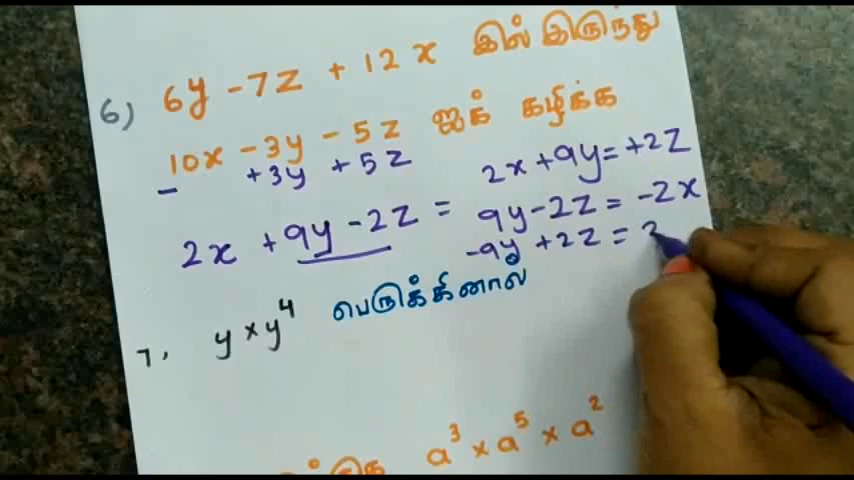 6) 6y - 7z + 12x இல் இருந்து
10x - 3y - 5z ஐக் கழிக்க
- +3y + 5z
2x + 9y - 2z = 2x + 9y = +2z
9y - 2z = -2x
-9y + 2z = 2
7, y × y⁴ பெருக்கினால்
a³ × a⁵ × a²